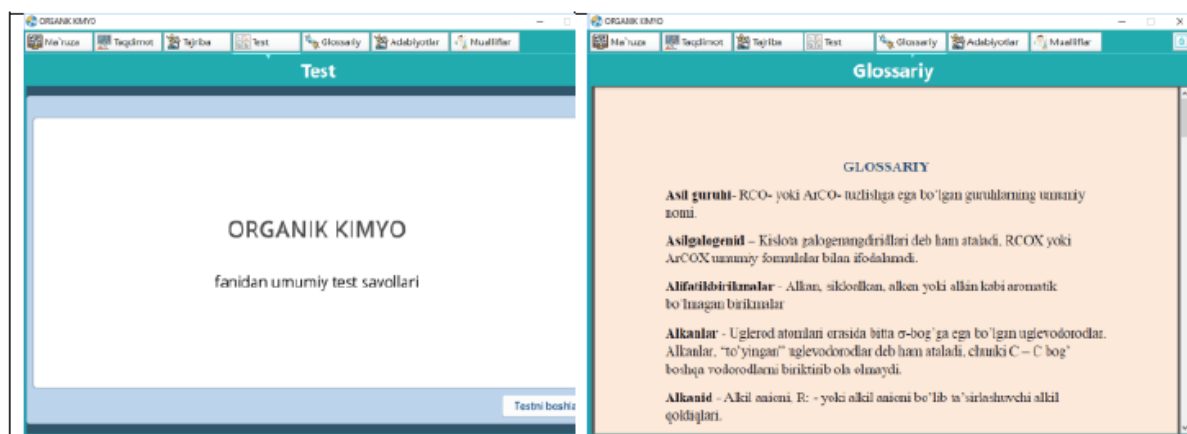 ORGANIK KIMYO
Ma'ruza Taqdimot Tajriba Test Glossariy Adabiyotlar Mualliflar
Test
ORGANIK KIMYO
fanidan umumiy test savollari
Testni boshla
ORGANIK KIMYO
Ma'ruza Taqdimot Tajriba Test Glossariy Adabiyotlar Mualliflar
Glossariy
GLOSSARIY
Asil guruhi- RCO- yoki ArCO- tuzlishga ega bo'lgan guruhlarning umumiy
nomi.
Asilgalogenid – Kislota galogenangdiridlari deb ham ataladi, RCOX yoki
ArCOX umumiy formulalar bilan ifodalanadi.
Alifatikbirikmalar - Alkan, sikloalkan, alken yoki alkin kabi aromatik
bo'lmagan birikmalar
Alkanlar - Uglerod atomlari orasida bitta σ-bog'ga ega bo'lgan uglevodorodlar.
Alkanlar, "to'yingan" uglevodorodlar deb ham ataladi, chunki C – C bog'
boshqa vodorodlarni biriktirib ola olmaydi.
Alkanid - Alkil anioni, R: - yoki alkil anioni bo'lib ta'sirlashuvchi alkil
qoldiqlari.